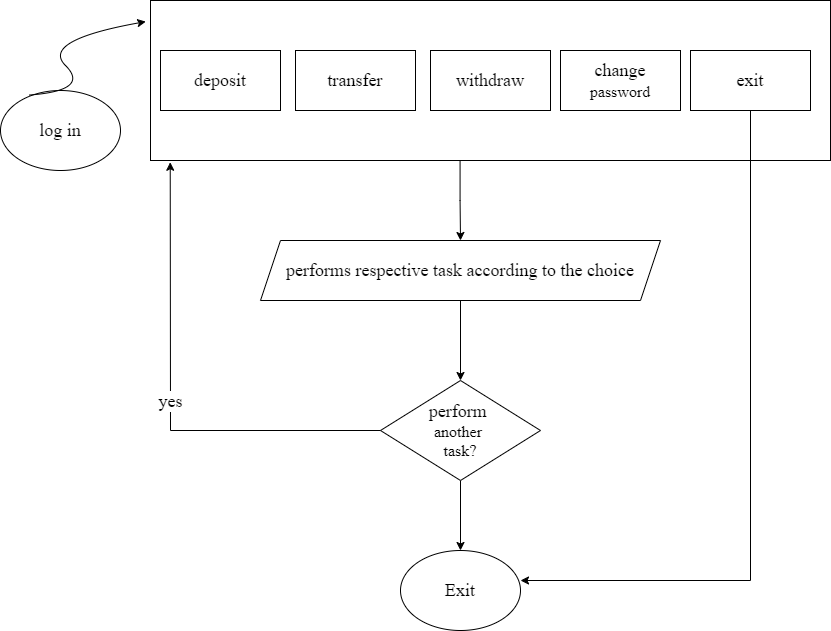 deposit
transfer
withdraw
change
password
exit
log in
performs respective task according to the choice
yes
perform
another
task?
Exit